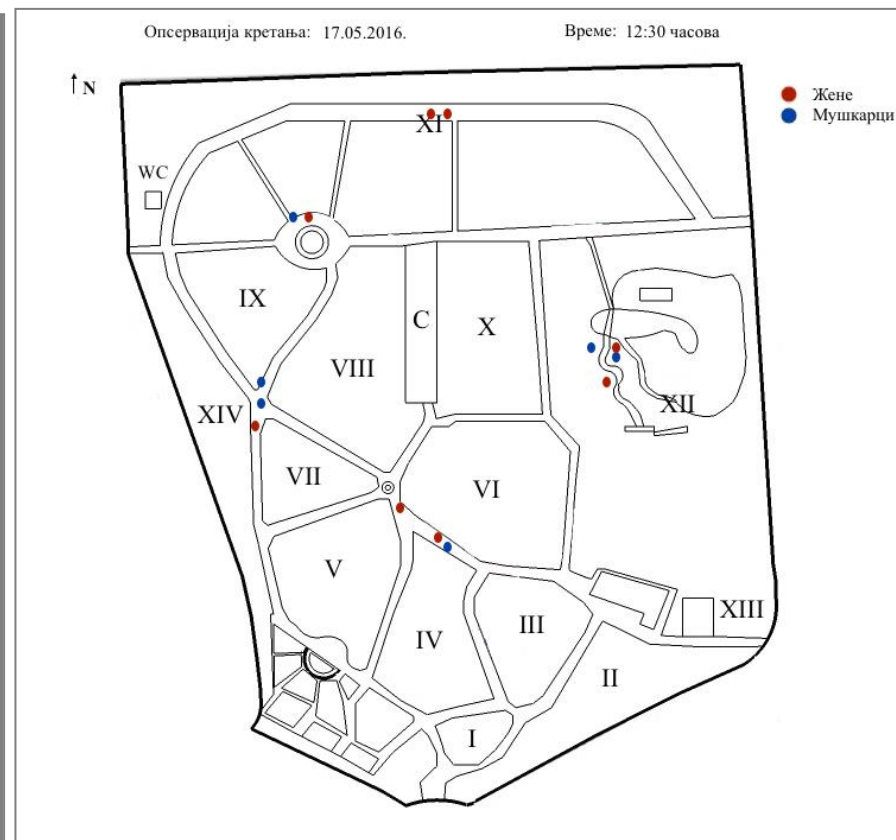 Опсервација кретања: 17.05.2016. Време: 12:30 часова
N
Жене
Мушкарци
XI
WC
IX
C
X
VIII
XII
XIV
VII
VI
V
XIII
III
IV
II
I